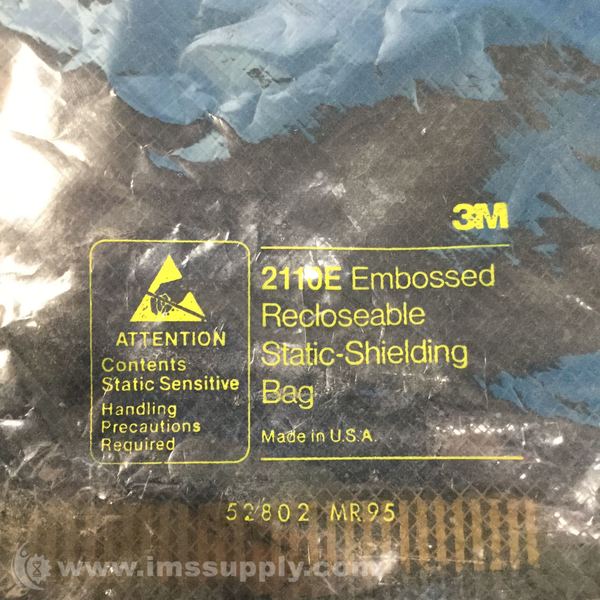 3M
ATTENTION
Contents
Static Sensitive
Handling
Precautions
Required
2110E Embossed
Recloseable
Static-Shielding
Bag
Made in U.S.A.
52802 MR95
www.imssupply.com